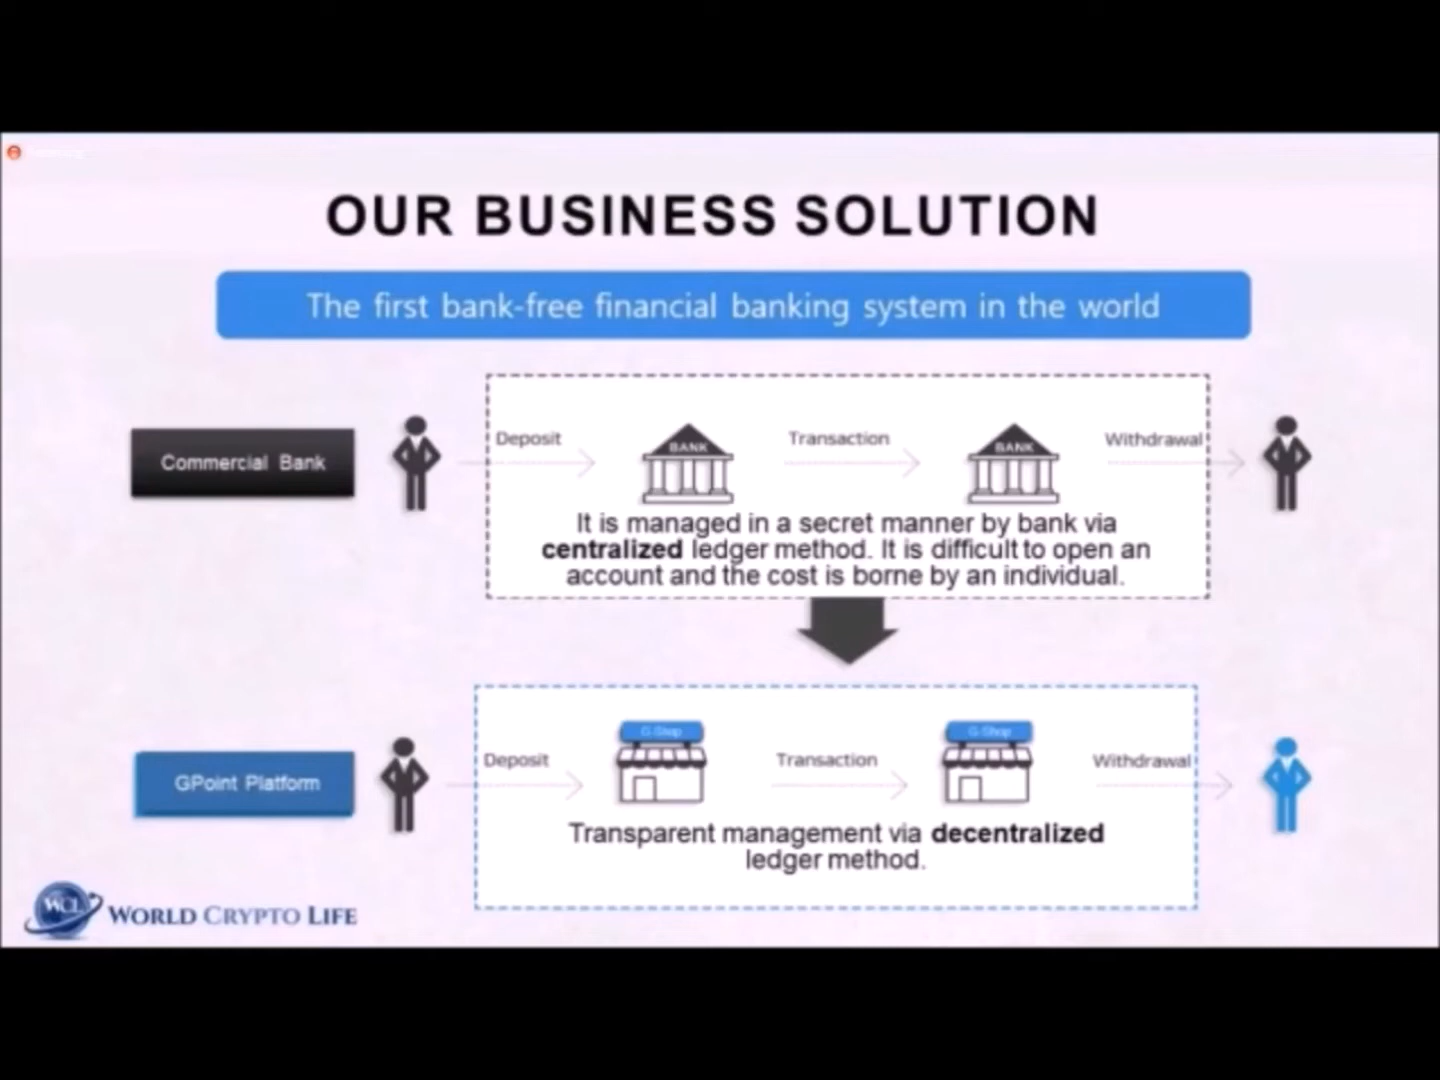 OUR BUSINESS SOLUTION
The first bank-free financial banking system in the world
Commercial Bank
Deposit
BANK
Transaction
BANK
Withdrawal
It is managed in a secret manner by bank via
centralized ledger method. It is difficult to open an
account and the cost is borne by an individual.
GPoint Platform
Deposit
G-Shop
Transaction
G-Shop
Withdrawal
Transparent management via decentralized
ledger method.
WCL WORLD CRYPTO LIFE